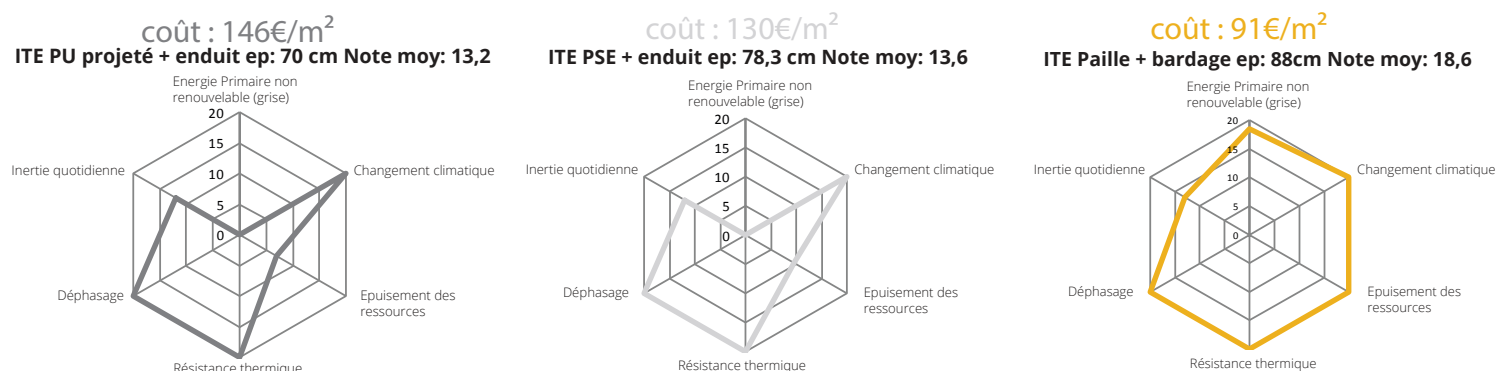 coût : 146€/m²
ITE PU projeté + enduit ep: 70 cm Note moy: 13,2
Energie Primaire non
renouvelable (grise)
20
15
10
5
0
Inertie quotidienne
Changement climatique
Déphasage
Epuisement des
ressources
Résistance thermique
coût : 130€/m²
ITE PSE + enduit ep: 78,3 cm Note moy: 13,6
Energie Primaire non
renouvelable (grise)
20
15
10
5
0
Inertie quotidienne
Changement climatique
Déphasage
Epuisement des
ressources
Résistance thermique
coût : 91€/m²
ITE Paille + bardage ep: 88cm Note moy: 18,6
Energie Primaire non
renouvelable (grise)
20
15
10
5
0
Inertie quotidienne
Changement climatique
Déphasage
Epuisement des
ressources
Résistance thermique